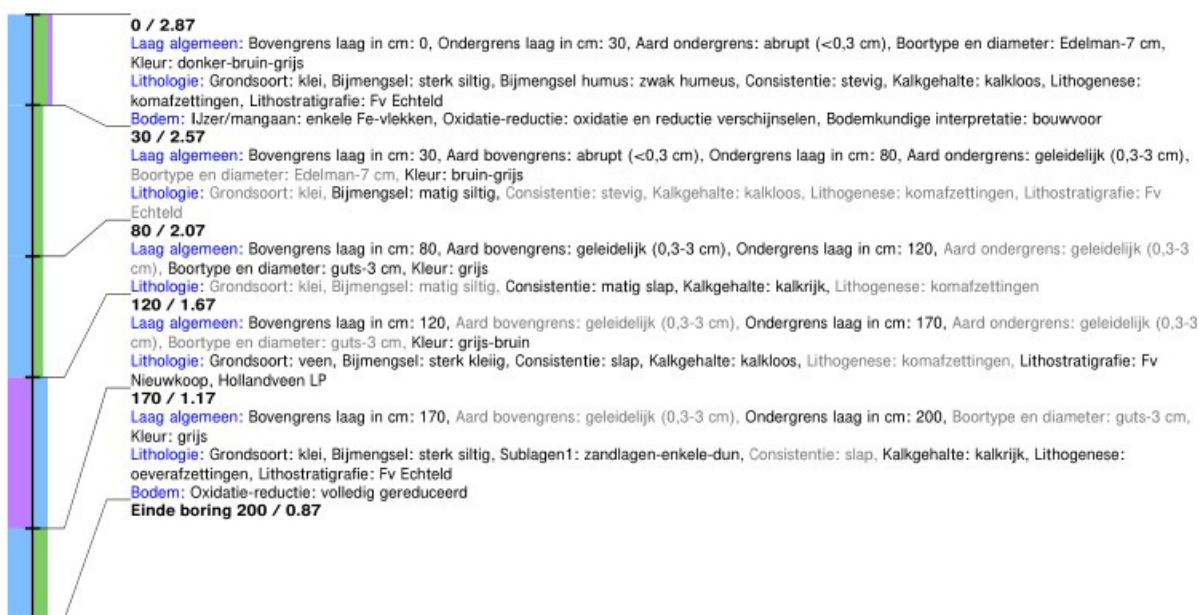 0 / 2.87
Laag algemeen: Bovengrens laag in cm: 0, Ondergrens laag in cm: 30, Aard ondergrens: abrupt (<0,3 cm), Boortype en diameter: Edelman-7 cm,
Kleur: donker-bruin-grijs
Lithologie: Grondsoort: klei, Bijmengsel: sterk siltig, Bijmengsel humus: zwak humeus, Consistentie: stevig, Kalkgehalte: kalkloos, Lithogenese:
komafzettingen, Lithostratigrafie: Fv Echteld
Bodem: IJzer/mangaan: enkele Fe-vlekken, Oxidatie-reductie: oxidatie en reductie verschijnselen, Bodemkundige interpretatie: bouwvoor
30 / 2.57
Laag algemeen: Bovengrens laag in cm: 30, Aard bovengrens: abrupt (<0,3 cm), Ondergrens laag in cm: 80, Aard ondergrens: geleidelijk (0,3-3 cm),
Boortype en diameter: Edelman-7 cm, Kleur: bruin-grijs
Lithologie: Grondsoort: klei, Bijmengsel: matig siltig, Consistentie: stevig, Kalkgehalte: kalkloos, Lithogenese: komafzettingen, Lithostratigrafie: Fv
Echteld
80 / 2.07
Laag algemeen: Bovengrens laag in cm: 80, Aard bovengrens: geleidelijk (0,3-3 cm), Ondergrens laag in cm: 120, Aard ondergrens: geleidelijk (0,3-3
cm), Boortype en diameter: guts-3 cm, Kleur: grijs
Lithologie: Grondsoort: klei, Bijmengsel: matig siltig, Consistentie: matig slap, Kalkgehalte: kalkrijk, Lithogenese: komafzettingen
120 / 1.67
Laag algemeen: Bovengrens laag in cm: 120, Aard bovengrens: geleidelijk (0,3-3 cm), Ondergrens laag in cm: 170, Aard ondergrens: geleidelijk (0,3-3
cm), Boortype en diameter: guts-3 cm, Kleur: grijs-bruin
Lithologie: Grondsoort: veen, Bijmengsel: sterk kleiig, Consistentie: slap, Kalkgehalte: kalkloos, Lithogenese: komafzettingen, Lithostratigrafie: Fv
Nieuwkoop, Hollandveen LP
170 / 1.17
Laag algemeen: Bovengrens laag in cm: 170, Aard bovengrens: geleidelijk (0,3-3 cm), Ondergrens laag in cm: 200, Boortype en diameter: guts-3 cm,
Kleur: grijs
Lithologie: Grondsoort: klei, Bijmengsel: sterk siltig, Sublagen1: zandlagen-enkele-dun, Consistentie: slap, Kalkgehalte: kalkrijk, Lithogenese:
oeverafzettingen, Lithostratigrafie: Fv Echteld
Bodem: Oxidatie-reductie: volledig gereduceerd
Einde boring 200 / 0.87